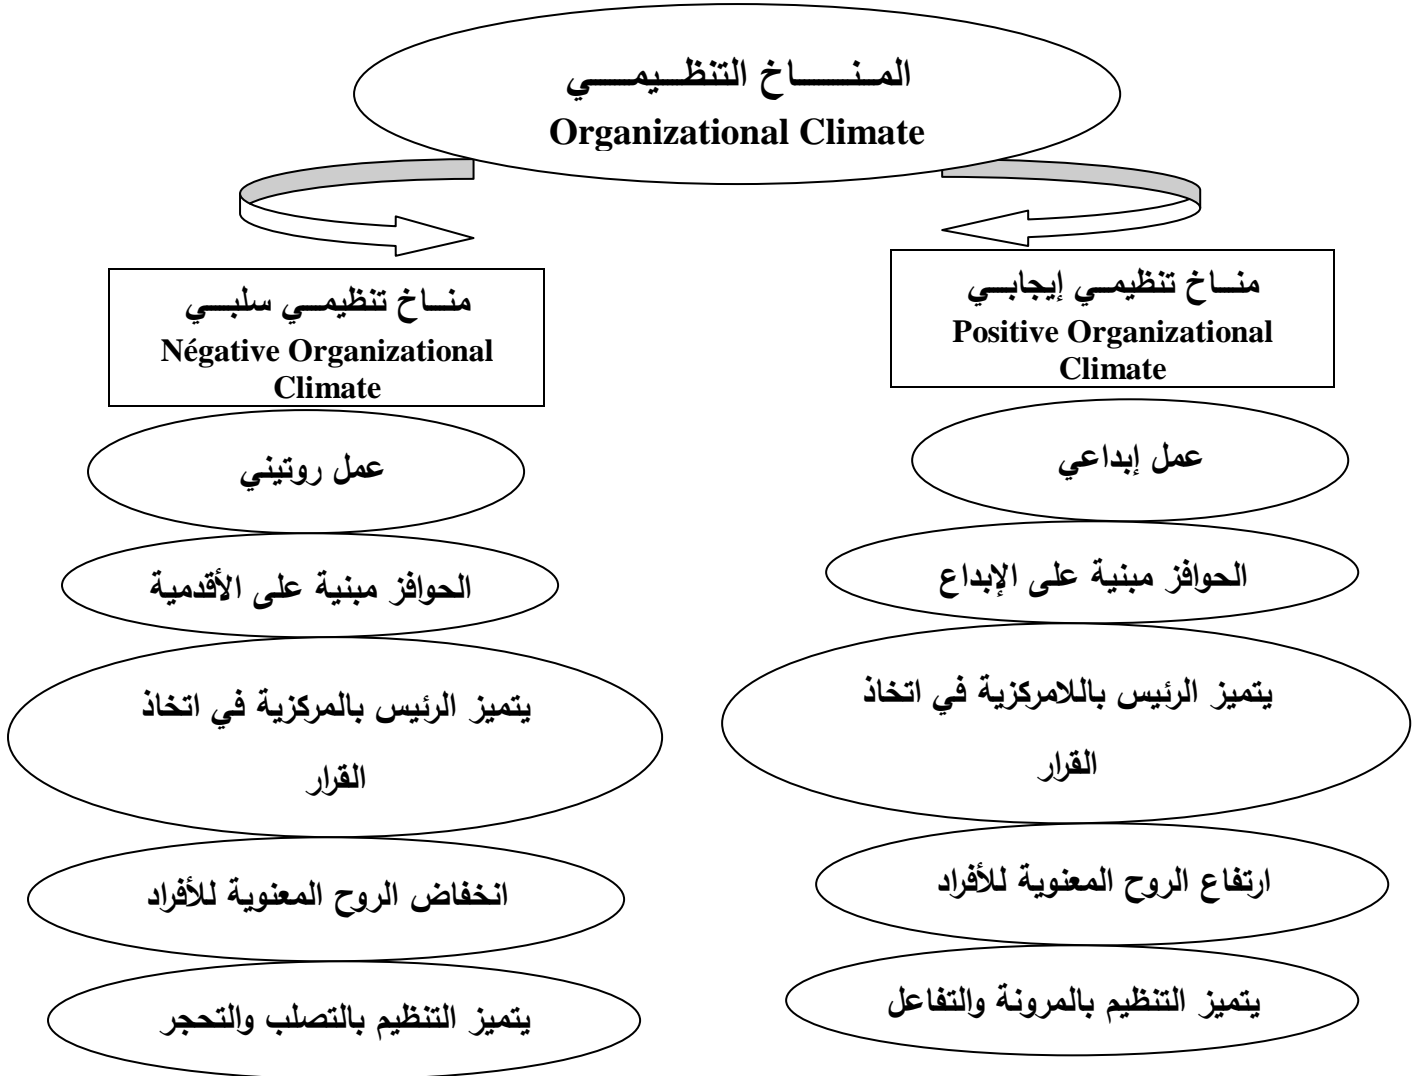 المنــاخ التنظيمي
Organizational Climate
منــاخ تنظيمــي إيجابــي
Positive Organizational
Climate
عمل إبداعي
الحوافز مبنية على الإبداع
يتميز الرئيس باللامركزية في اتخاذ
القرار
ارتفاع الروح المعنوية للأفراد
يتميز التنظيم بالمرونة والتفاعل
منــاخ تنظيمــي سلبــي
Négative Organizational
Climate
عمل روتيني
الحوافز مبنية على الأقدمية
يتميز الرئيس بالمركزية في اتخاذ
القرار
انخفاض الروح المعنوية للأفراد
يتميز التنظيم بالتصلب والتحجر